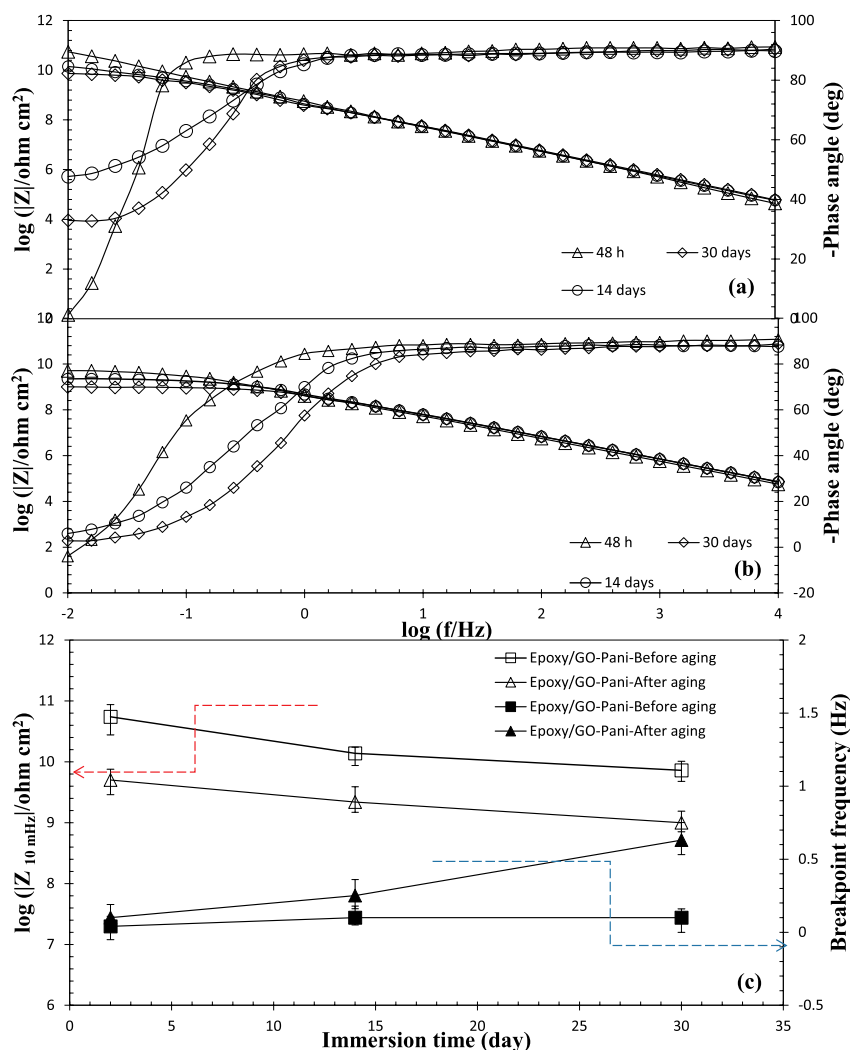 12
10
8
6
4
2
0
log (|Z|/ohm cm²)
100
80
60
40
20
0
-Phase angle (deg)
48 h
30 days
14 days
(a)
12
10
8
6
4
2
0
log (|Z|/ohm cm²)
100
80
60
40
20
0
-20
-Phase angle (deg)
48 h
30 days
14 days
(b)
-2 -1 0 1 2 3 4
log (f/Hz)
12
11
10
9
8
7
6
log (|Z 10 mHz|/ohm cm²)
2
1.5
1
0.5
0
-0.5
Breakpoint frequency (Hz)
Epoxy/GO-Pani-Before aging
Epoxy/GO-Pani-After aging
Epoxy/GO-Pani-Before aging
Epoxy/GO-Pani-After aging
(c)
0 5 10 15 20 25 30 35
Immersion time (day)